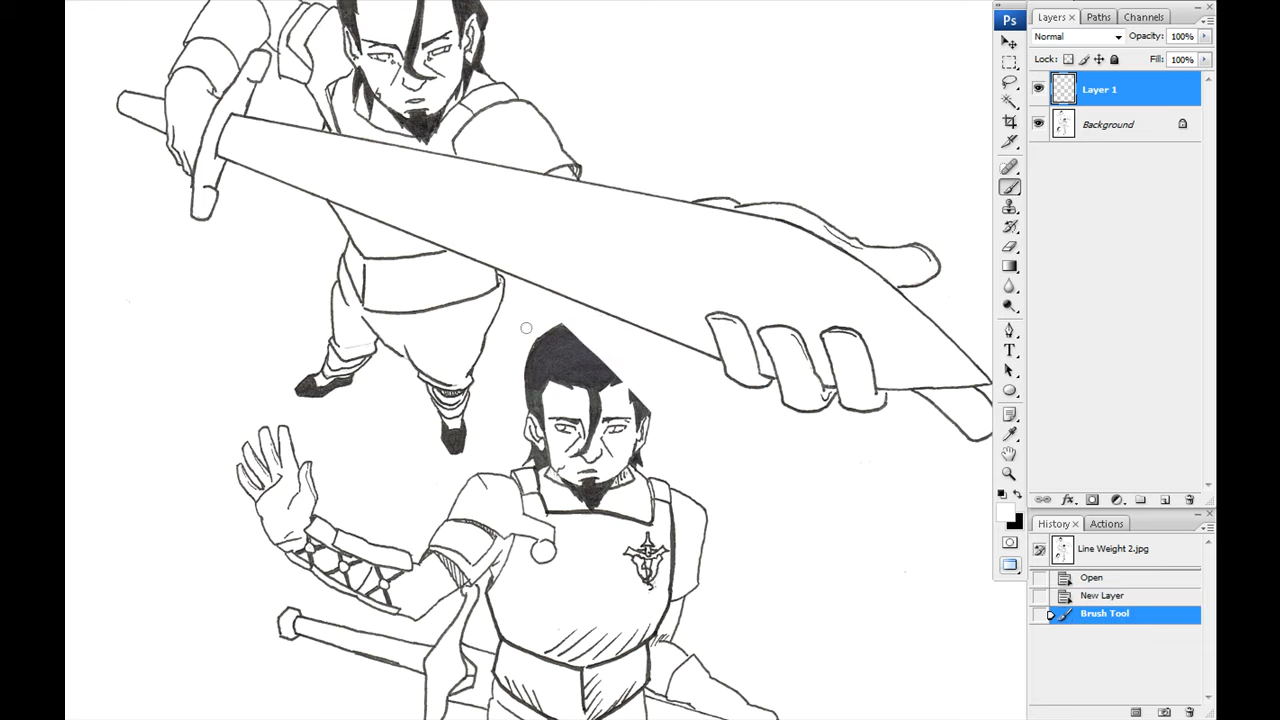 Ps
Layers × Paths Channels
Normal Opacity: 100%
Lock: Fill: 100%
Layer 1
Background
T
fx
History × Actions
Line Weight 2.jpg
Open
New Layer
Brush Tool